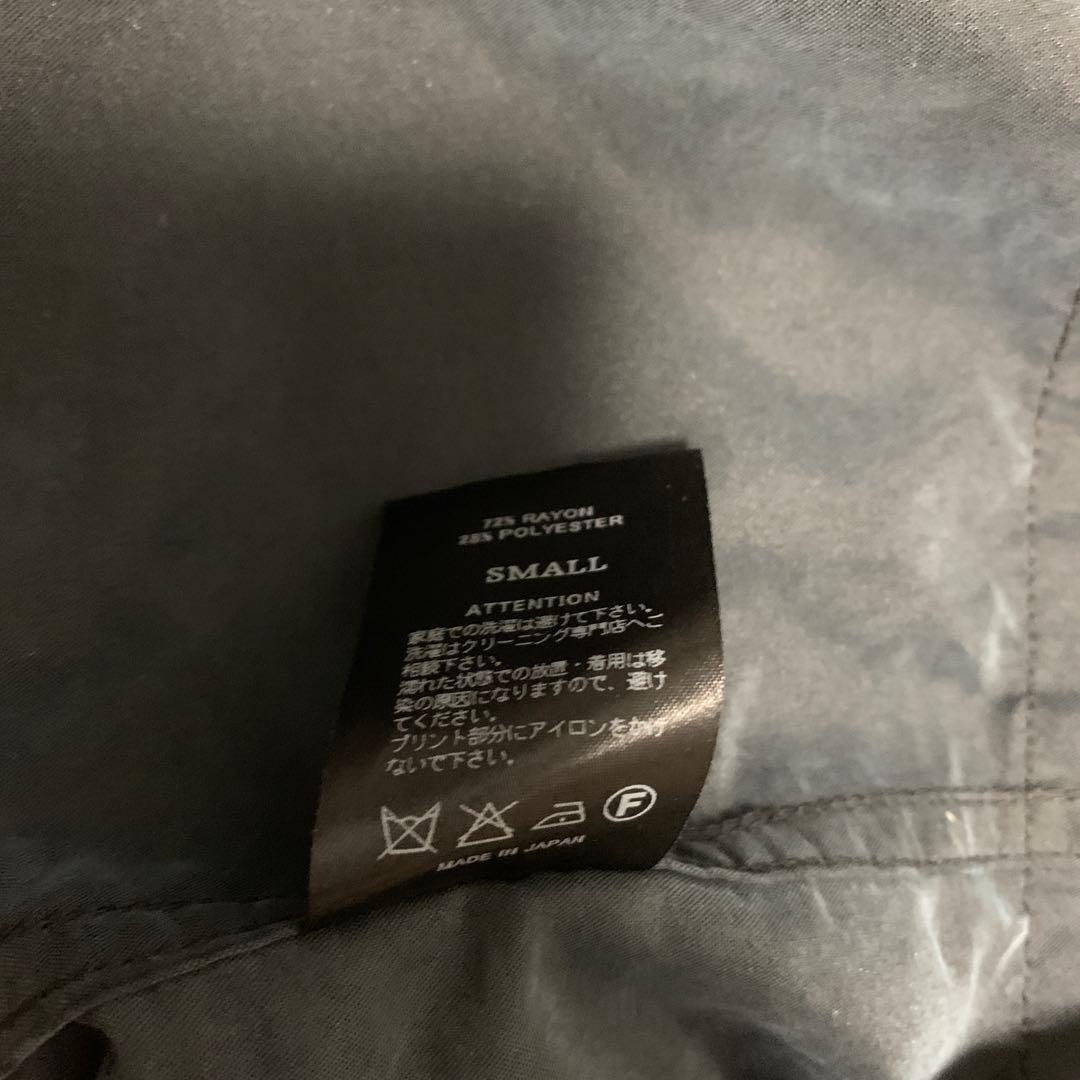 72% RAYON
28% POLYESTER
SMALL
ATTENTION
家庭での洗濯は避けて下さい。
洗濯はクリーニング専門店へご
相談下さい。
濡れた状態での放置・着用は移
染の原因になりますので、避け
てください。
プリント部分にアイロンをかけ
ないで下さい。
F
MADE IN JAPAN